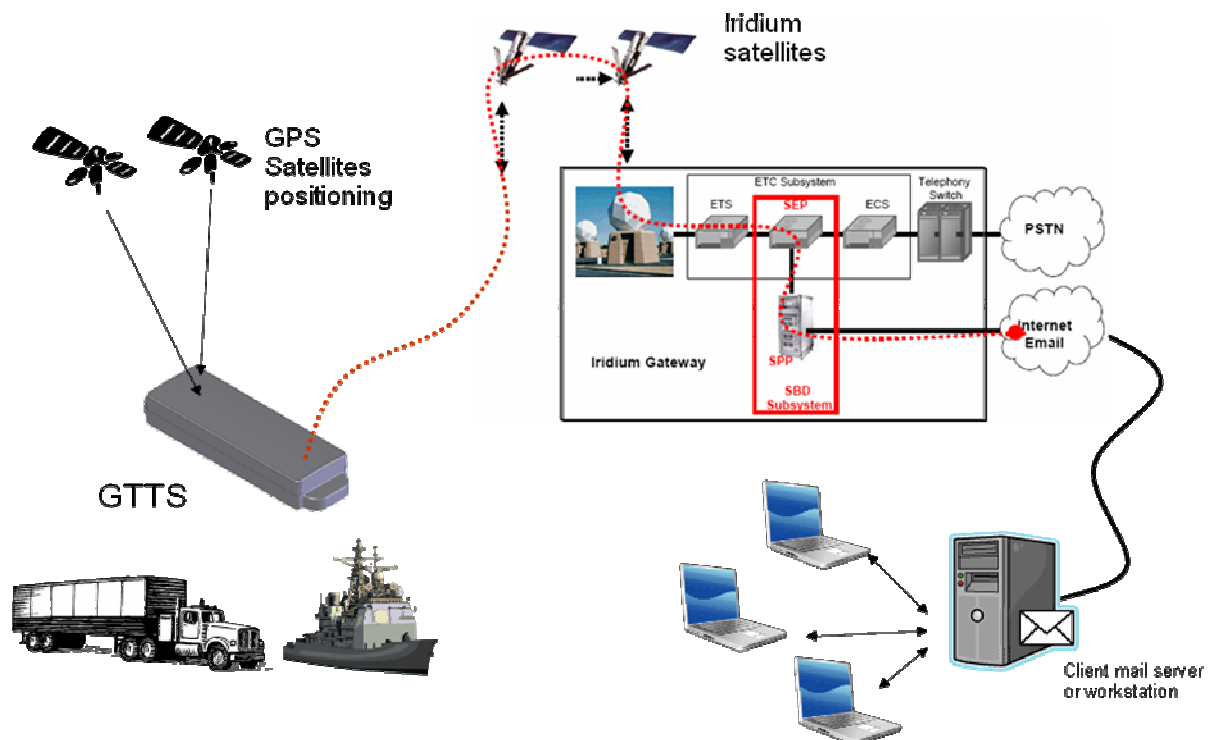 Iridium
satellites
GPS
Satellites
positioning
ETC Subsystem
Telephony
Switch
ETS
SEP
ECS
PSTN
Internet
Email
SPP
Iridium Gateway
SBD
Subsystem
GTTS
Client mail server
or workstation